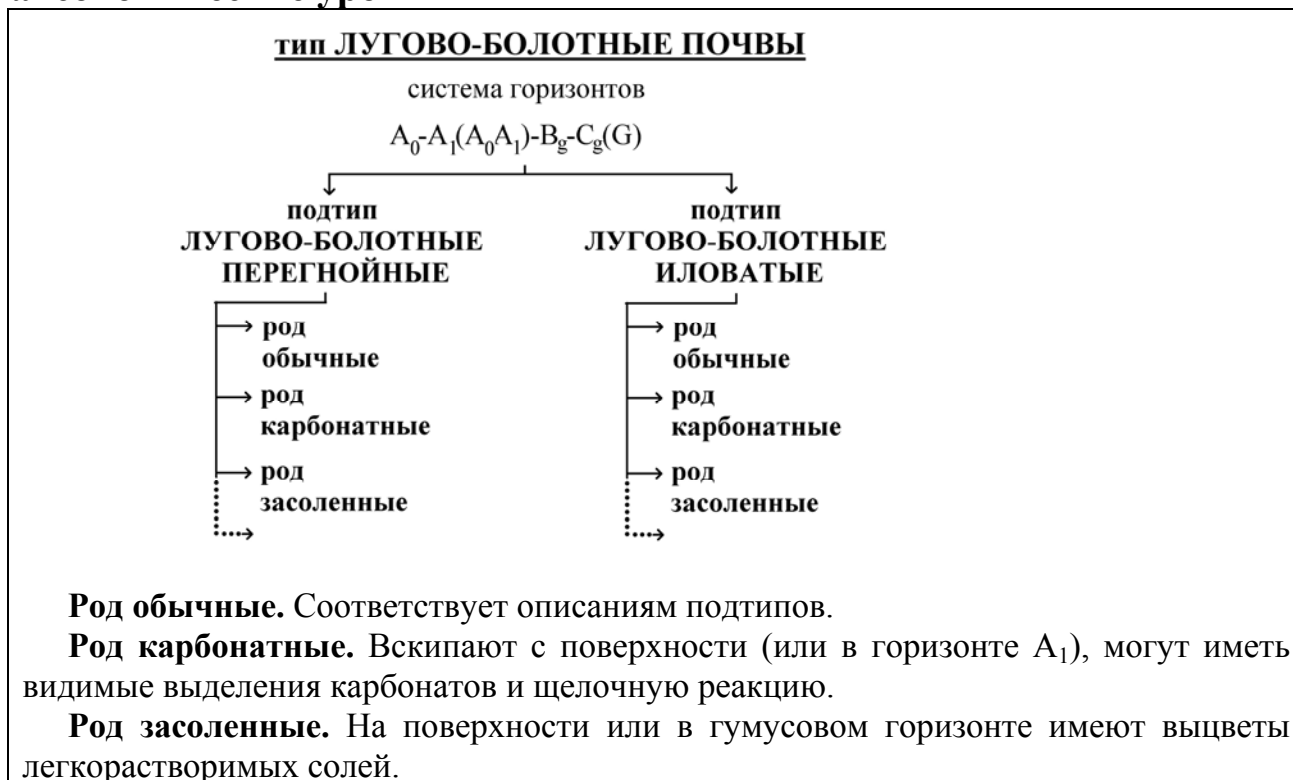 тип ЛУГОВО-БОЛОТНЫЕ ПОЧВЫ
система горизонтов
A₀-A₁(A₀A₁)-B_g-C_g(G)
подтип
ЛУГОВО-БОЛОТНЫЕ
ПЕРЕГНОЙНЫЕ
род
обычные
род
карбонатные
род
засоленные
подтип
ЛУГОВО-БОЛОТНЫЕ
ИЛОВАТЫЕ
род
обычные
род
карбонатные
род
засоленные
Род обычные. Соответствует описаниям подтипов.
Род карбонатные. Вскипают с поверхности (или в горизонте A₁), могут иметь
видимые выделения карбонатов и щелочную реакцию.
Род засоленные. На поверхности или в гумусовом горизонте имеют выцветы
легкорастворимых солей.